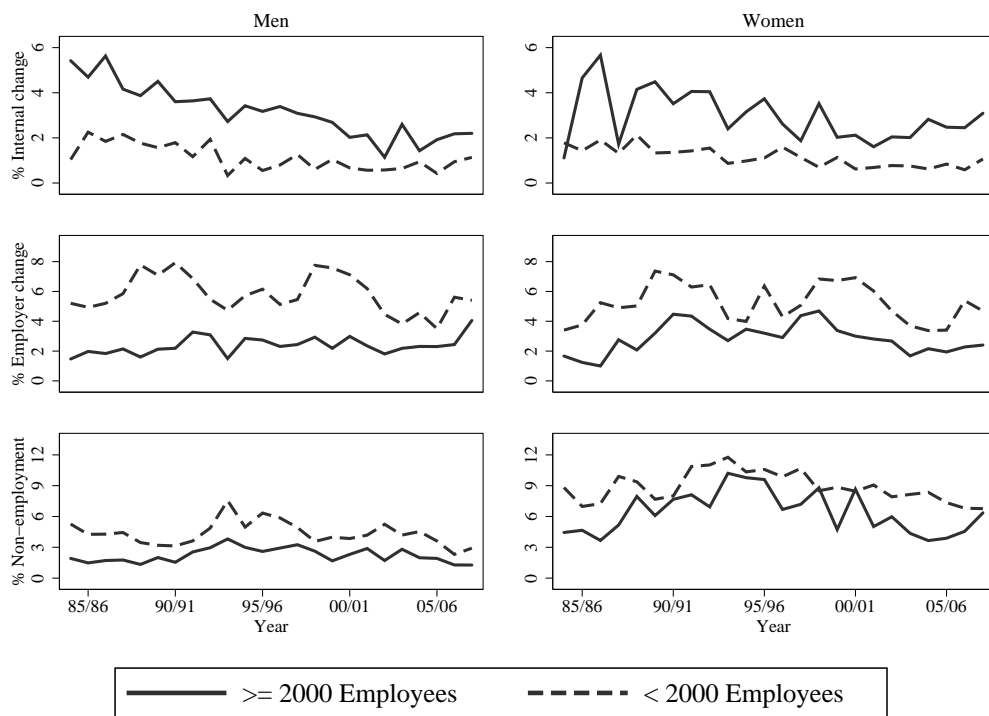 Men
Women
% Internal change
0 2 4 6
0 2 4 6
% Employer change
0 2 4 6 8
0 2 4 6 8
% Non−employment
0 3 6 9 12
0 3 6 9 12
85/86 90/91 95/96 00/01 05/06
Year
85/86 90/91 95/96 00/01 05/06
Year
>= 2000 Employees
< 2000 Employees